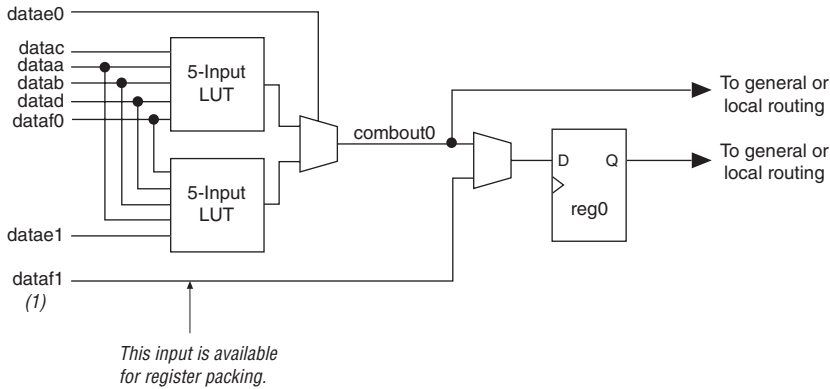 datae0
datac
dataa
datab
datad
dataf0
5-Input
LUT
combout0
To general or
local routing
D
Q
reg0
To general or
local routing
5-Input
LUT
datae1
dataf1
(1)
This input is available
for register packing.